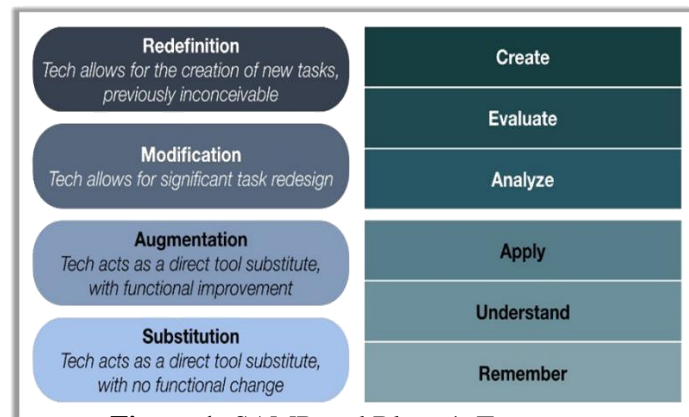 Redefinition
Tech allows for the creation of new tasks,
previously inconceivable
Modification
Tech allows for significant task redesign
Augmentation
Tech acts as a direct tool substitute,
with functional improvement
Substitution
Tech acts as a direct tool substitute,
with no functional change
Create
Evaluate
Analyze
Apply
Understand
Remember